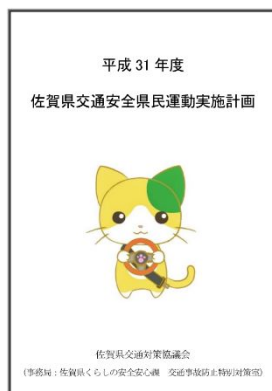 平成 31 年度
佐賀県交通安全県民運動実施計画
佐賀県交通対策協議会
(事務局:佐賀県くらしの安全安心課 交通事故防止特別対策室)